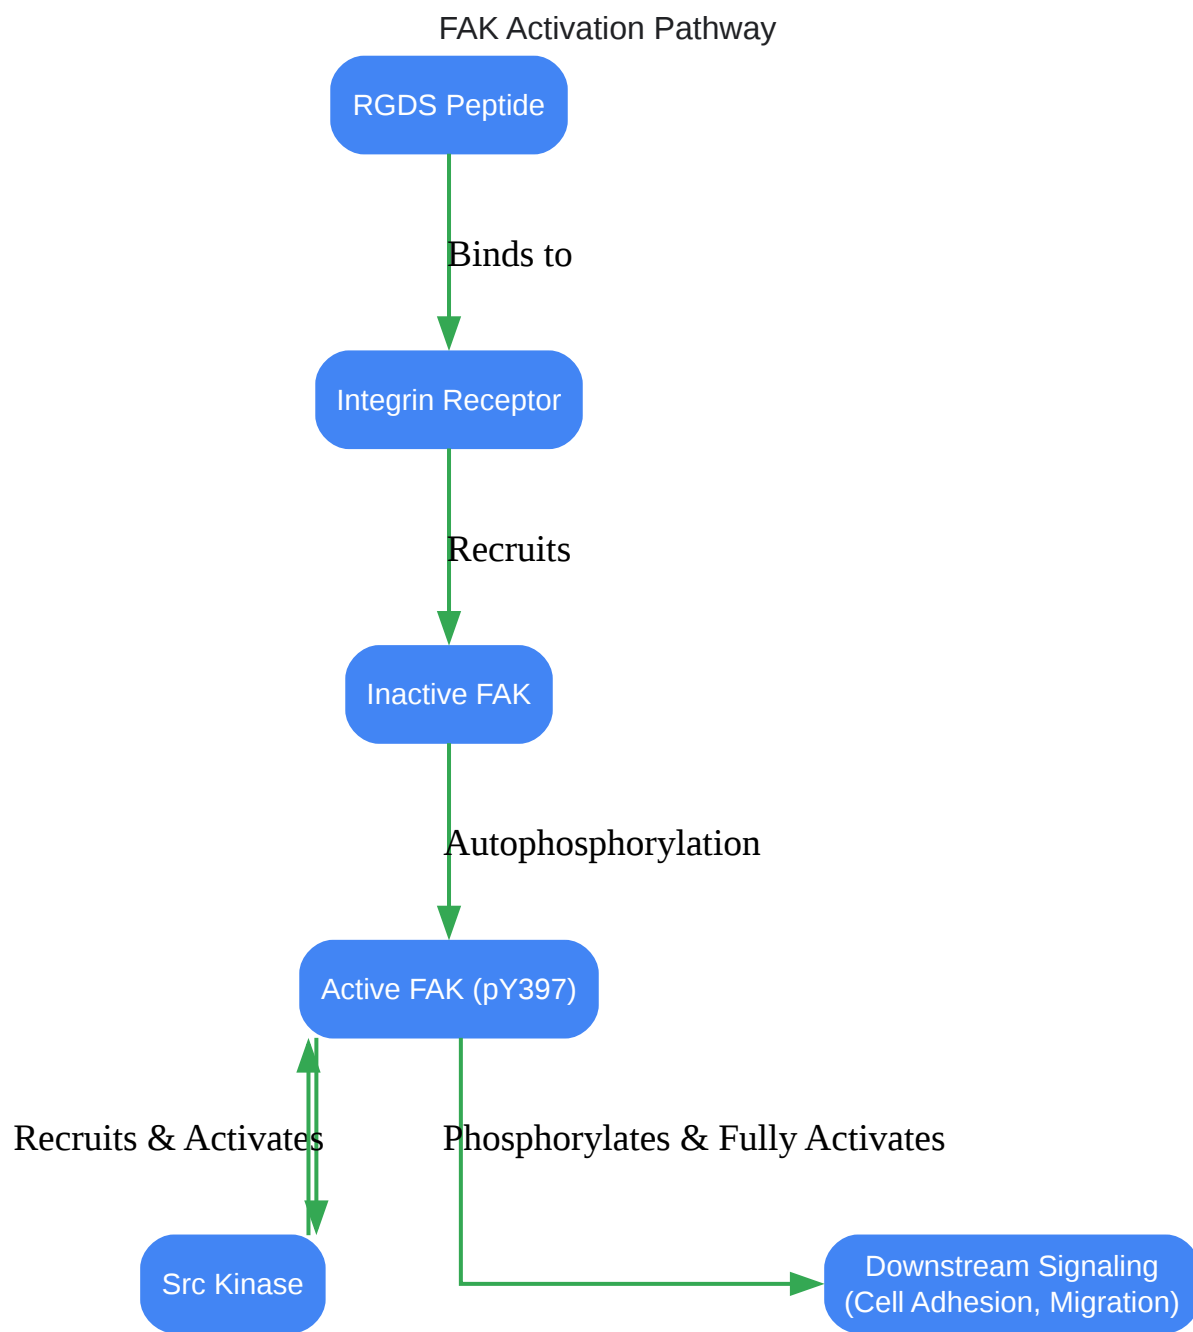 FAK Activation Pathway
RGDS Peptide
Binds to
Integrin Receptor
Recruits
Inactive FAK
Autophosphorylation
Active FAK (pY397)
Recruits & Activates
Phosphorylates & Fully Activates
Src Kinase
Downstream Signaling
(Cell Adhesion, Migration)